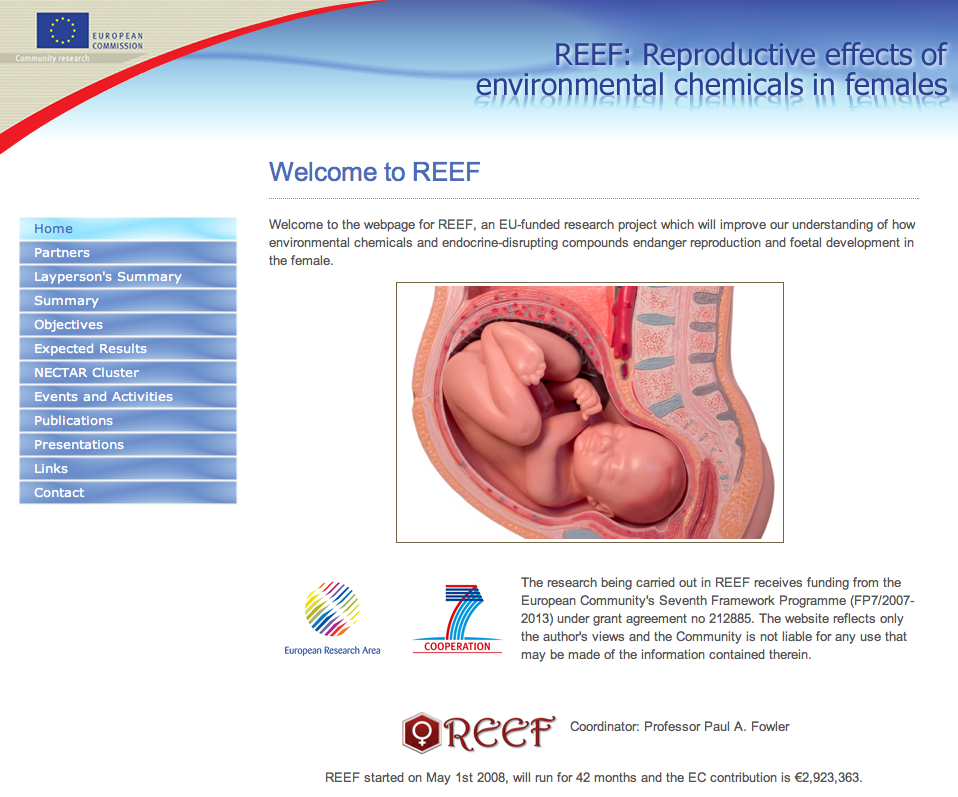 EUROPEAN
COMMISSION
Community research
REEF: Reproductive effects of
environmental chemicals in females
Welcome to REEF
Home
Partners
Layperson's Summary
Summary
Objectives
Expected Results
NECTAR Cluster
Events and Activities
Publications
Presentations
Links
Contact
Welcome to the webpage for REEF, an EU-funded research project which will improve our understanding of how
environmental chemicals and endocrine-disrupting compounds endanger reproduction and foetal development in
the female.
European Research Area
7
COOPERATION
The research being carried out in REEF receives funding from the
European Community's Seventh Framework Programme (FP7/2007-
2013) under grant agreement no 212885. The website reflects only
the author's views and the Community is not liable for any use that
may be made of the information contained therein.
REEF
Coordinator: Professor Paul A. Fowler
REEF started on May 1st 2008, will run for 42 months and the EC contribution is €2,923,363.